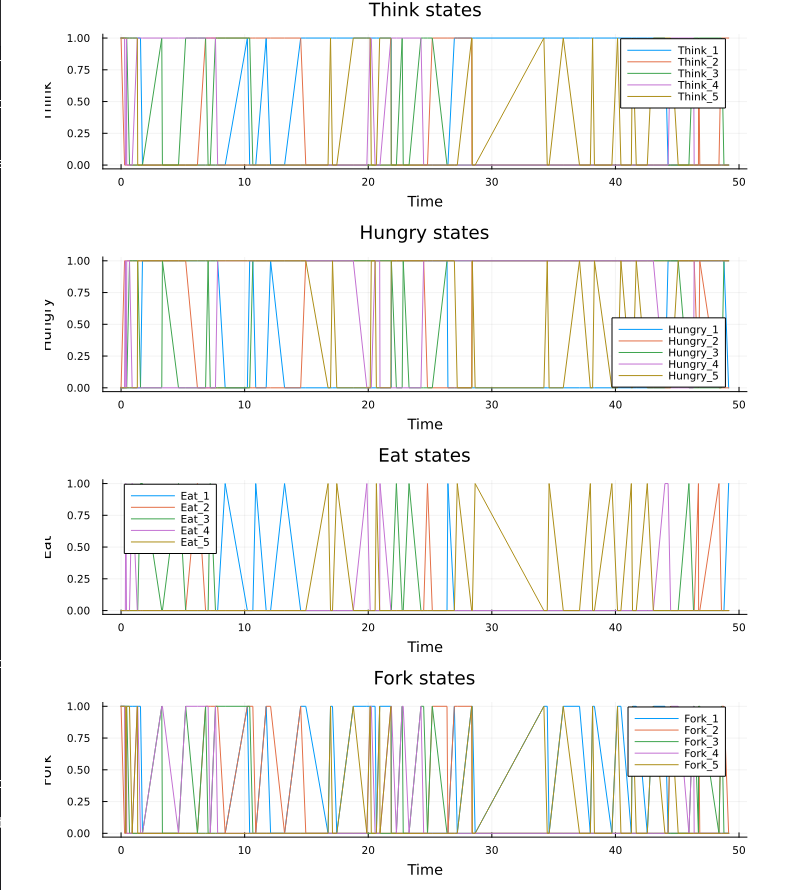 Think states
1.00
0.75
0.50
0.25
0.00
Think_1
Think_2
Think_3
Think_4
Think_5
0 10 20 30 40 50
Time
Hungry states
1.00
0.75
0.50
0.25
0.00
Hungry_1
Hungry_2
Hungry_3
Hungry_4
Hungry_5
0 10 20 30 40 50
Time
Eat states
1.00
0.75
0.50
0.25
0.00
Eat_1
Eat_2
Eat_3
Eat_4
Eat_5
0 10 20 30 40 50
Time
Fork states
1.00
0.75
0.50
0.25
0.00
Fork_1
Fork_2
Fork_3
Fork_4
Fork_5
0 10 20 30 40 50
Time